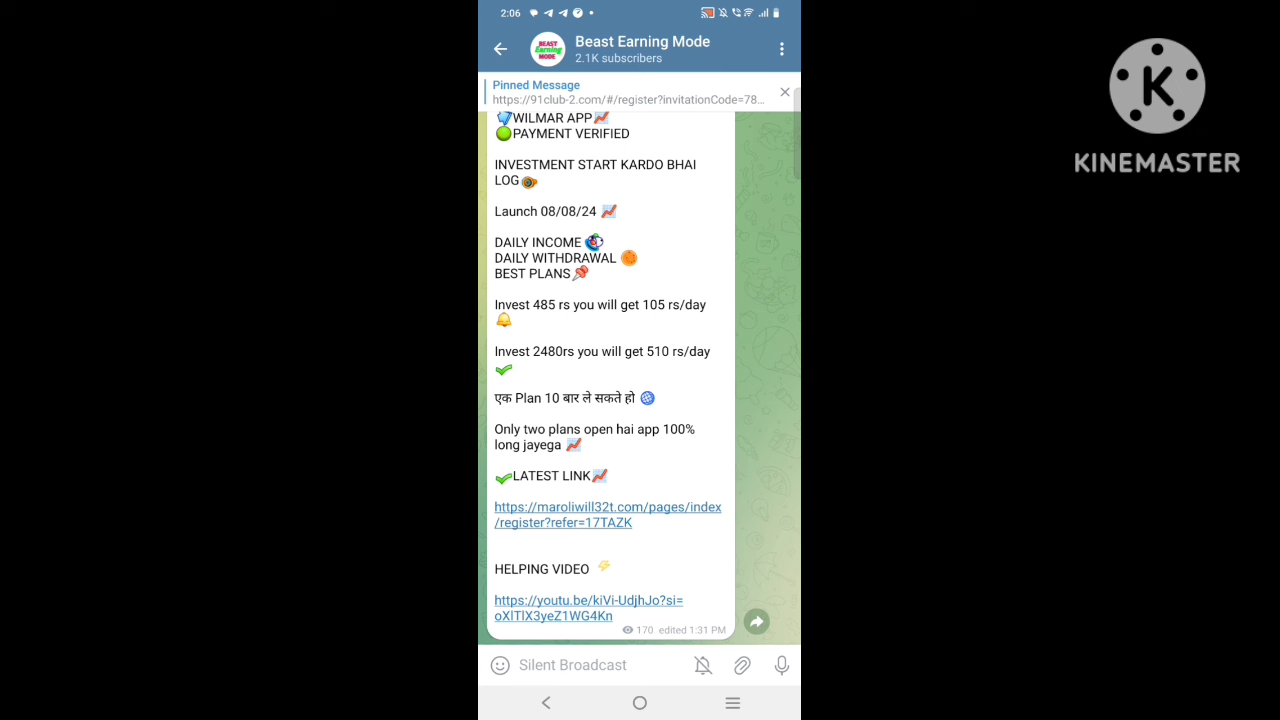 2:06
Beast Earning Mode
2.1K subscribers
BEAST
Earning
MODE
Pinned Message
https://91club-2.com/#/register?invitationCode=78...
WILMAR APP
PAYMENT VERIFIED
INVESTMENT START KARDO BHAI
LOG
Launch 08/08/24
DAILY INCOME
DAILY WITHDRAWAL
BEST PLANS
Invest 485 rs you will get 105 rs/day
Invest 2480rs you will get 510 rs/day
एक Plan 10 बार ले सकते हो
Only two plans open hai app 100%
long jayega
LATEST LINK
https://maroliwill32t.com/pages/index
/register?refer=17TAZK
HELPING VIDEO
https://youtu.be/kiVi-UdjhJo?si=
oXlTlX3yeZ1WG4Kn
170 edited 1:31 PM
Silent Broadcast
K
KINEMASTER